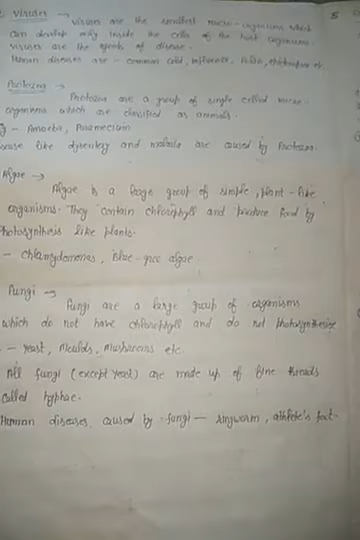 Viruses →
Viruses are the smallest micro-organisms which
can develop only inside the cells of the host organisms.
viruses are the agents of disease.
Human diseases are - common cold, influenza, Polio, chickenpox etc.
Protozoa →
Protozoa are a group of single celled micro-
organisms which are classified as animals.
- Amoeba, Paramecium
like dysentery and malaria are caused by Protozoa.
Algae →
Algae is a large group of simple, plant-like
organisms. They contain chlorophyll and produce food by
Photosynthesis like plants.
- Chlamydomonas, Blue-green algae
Fungi →
Fungi are a large group of organisms
which do not have chlorophyll and do not photosynthesise
- Yeast, Moulds, Mushrooms etc.
All fungi (except yeast) are made up of fine threads
called hyphae.
Human diseases caused by fungi — ringworm, athlete's foot.